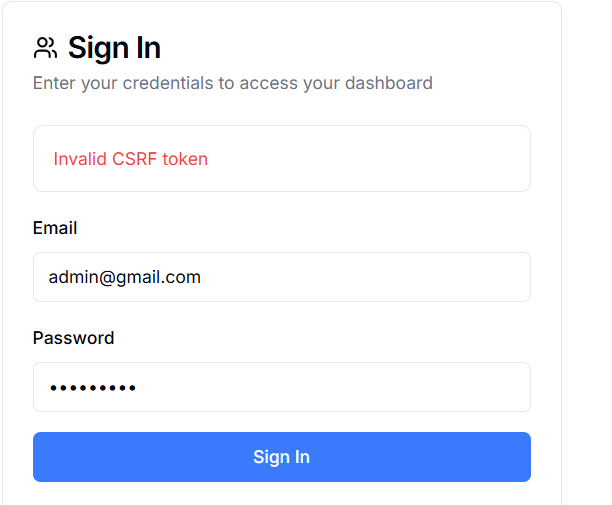 Sign In
Enter your credentials to access your dashboard
Invalid CSRF token
Email
admin@gmail.com
Password
•••••••••
Sign In